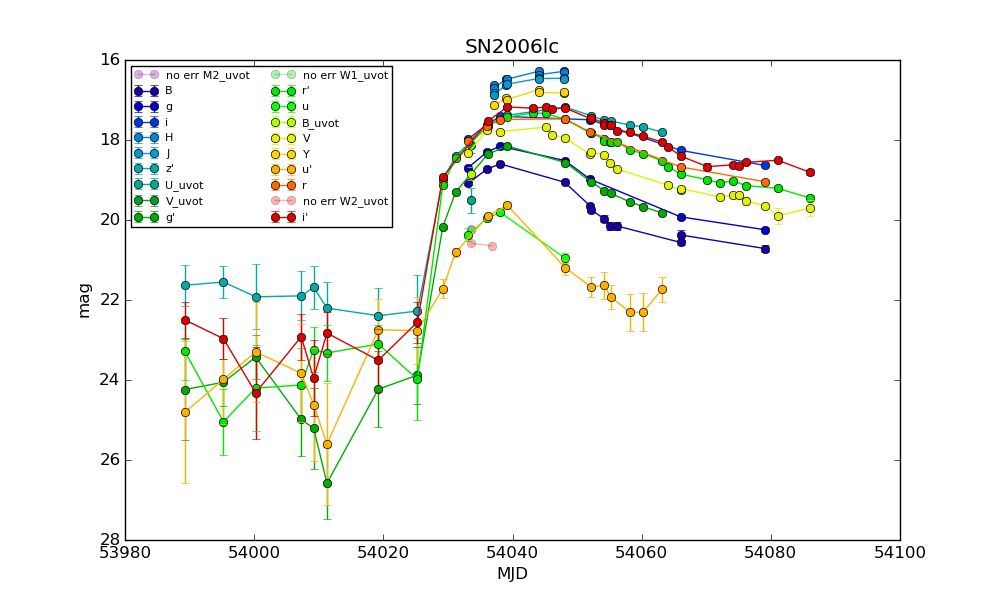 SN2006lc
16
18
20
22
24
26
28
mag
no err M2_uvot
B
g
i
H
J
z'
U_uvot
V_uvot
g'
no err W1_uvot
r'
u
B_uvot
V
Y
u'
r
no err W2_uvot
i'
53980
54000
54020
54040
54060
54080
54100
MJD